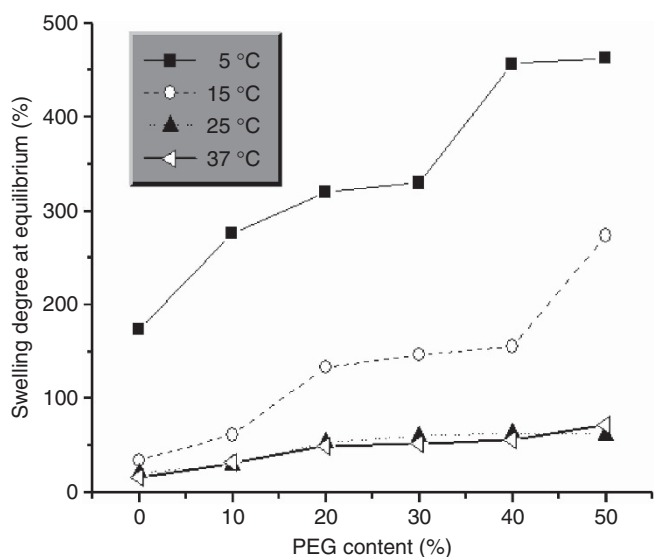 500
450
400
300
200
100
0
Swelling degree at equilibrium (%)
5 °C
15 °C
25 °C
37 °C
0 10 20 30 40 50
PEG content (%)